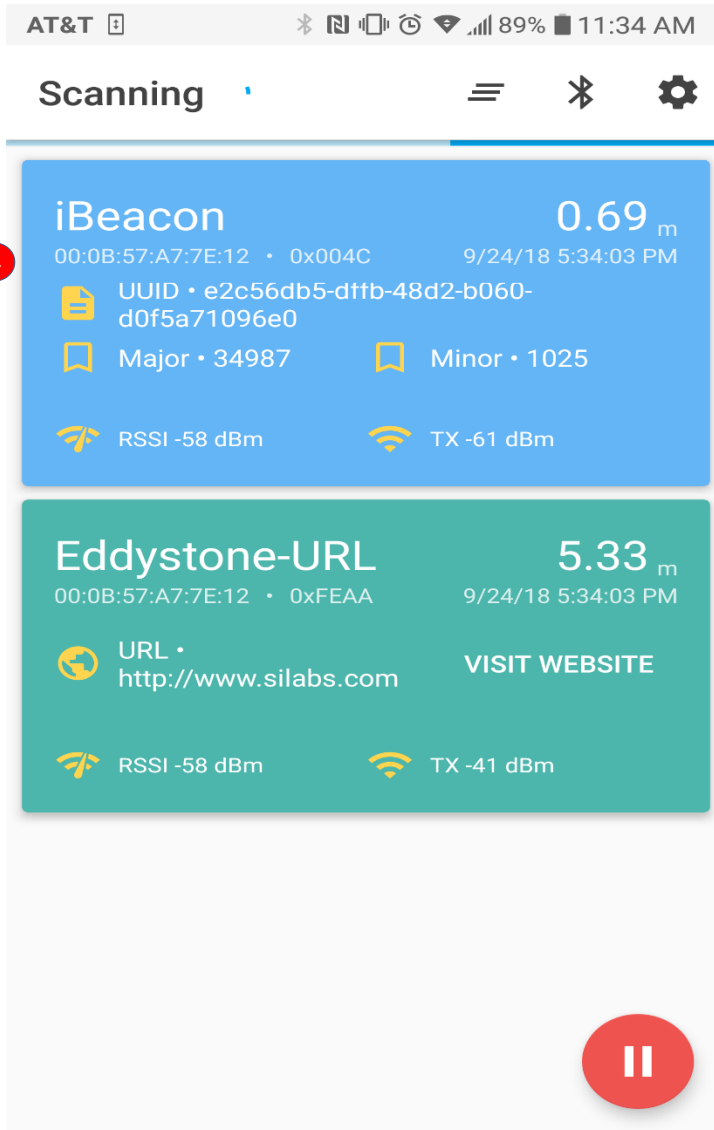 AT&T 89% 11:34 AM
Scanning
iBeacon 0.69 m
00:0B:57:A7:7E:12 • 0x004C 9/24/18 5:34:03 PM
UUID • e2c56db5-dffb-48d2-b060-
d0f5a71096e0
Major • 34987 Minor • 1025
RSSI -58 dBm TX -61 dBm
Eddystone-URL 5.33 m
00:0B:57:A7:7E:12 • 0xFEAA 9/24/18 5:34:03 PM
URL •
http://www.silabs.com VISIT WEBSITE
RSSI -58 dBm TX -41 dBm